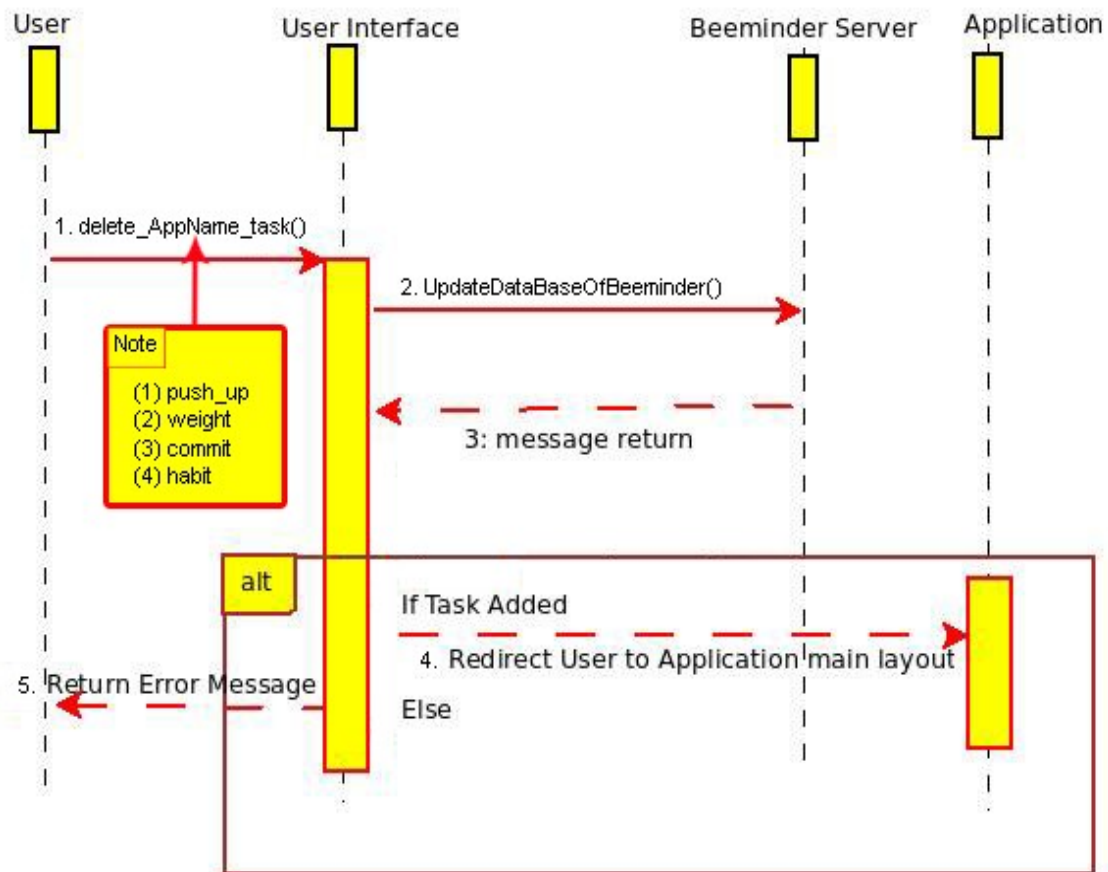 User
User Interface
Beeminder Server
Application
1. delete_AppName_task()
2. UpdateDataBaseOfBeeminder()
Note
(1) push_up
(2) weight
(3) commit
(4) habit
3: message return
alt
If Task Added
4. Redirect User to Application main layout
5. Return Error Message
Else